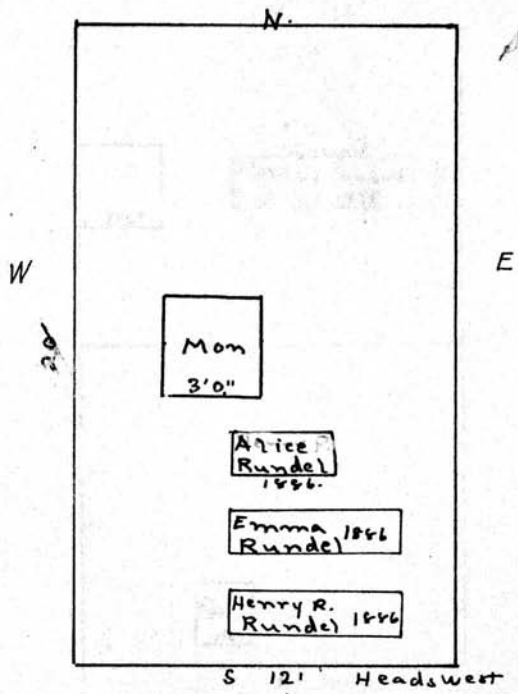 N.
W
E
20
Mon
3'0"
Alice P.
Rundel
1886.
Emma 1886
Rundel
Henry R. 1886
Rundel
S 12' Heads west